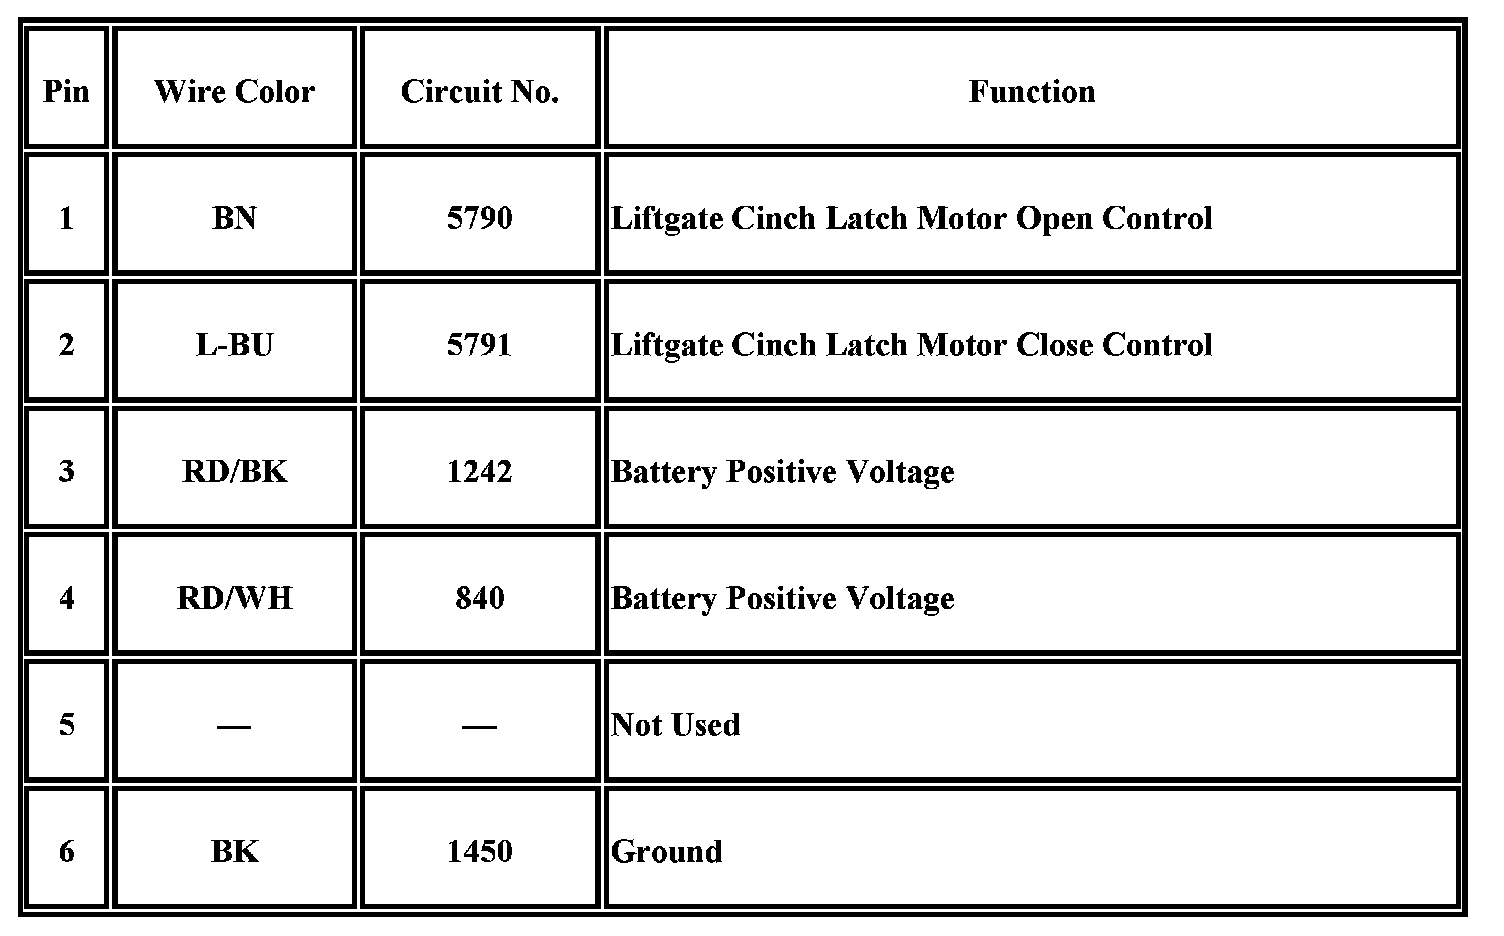 Pin Wire Color Circuit No. Function
1 BN 5790 Liftgate Cinch Latch Motor Open Control
2 L-BU 5791 Liftgate Cinch Latch Motor Close Control
3 RD/BK 1242 Battery Positive Voltage
4 RD/WH 840 Battery Positive Voltage
5 — — Not Used
6 BK 1450 Ground